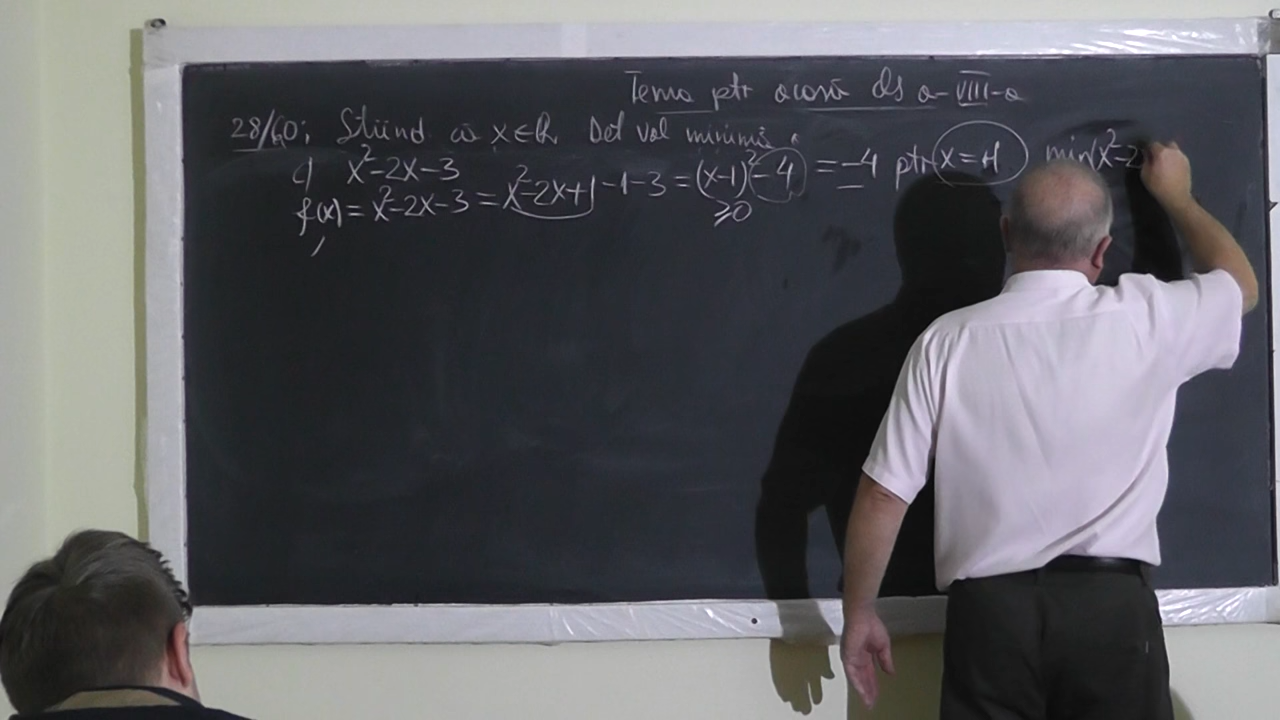 Tema ptr acasă ds a-VIII-a
28/60: Știind că x∈ℝ Det val minimă:
c) x²-2x-3
f(x) = x²-2x-3 = x²-2x+1-1-3 = (x-1)²-4 = -4 ptr x=+1 min(x²-2
≥0